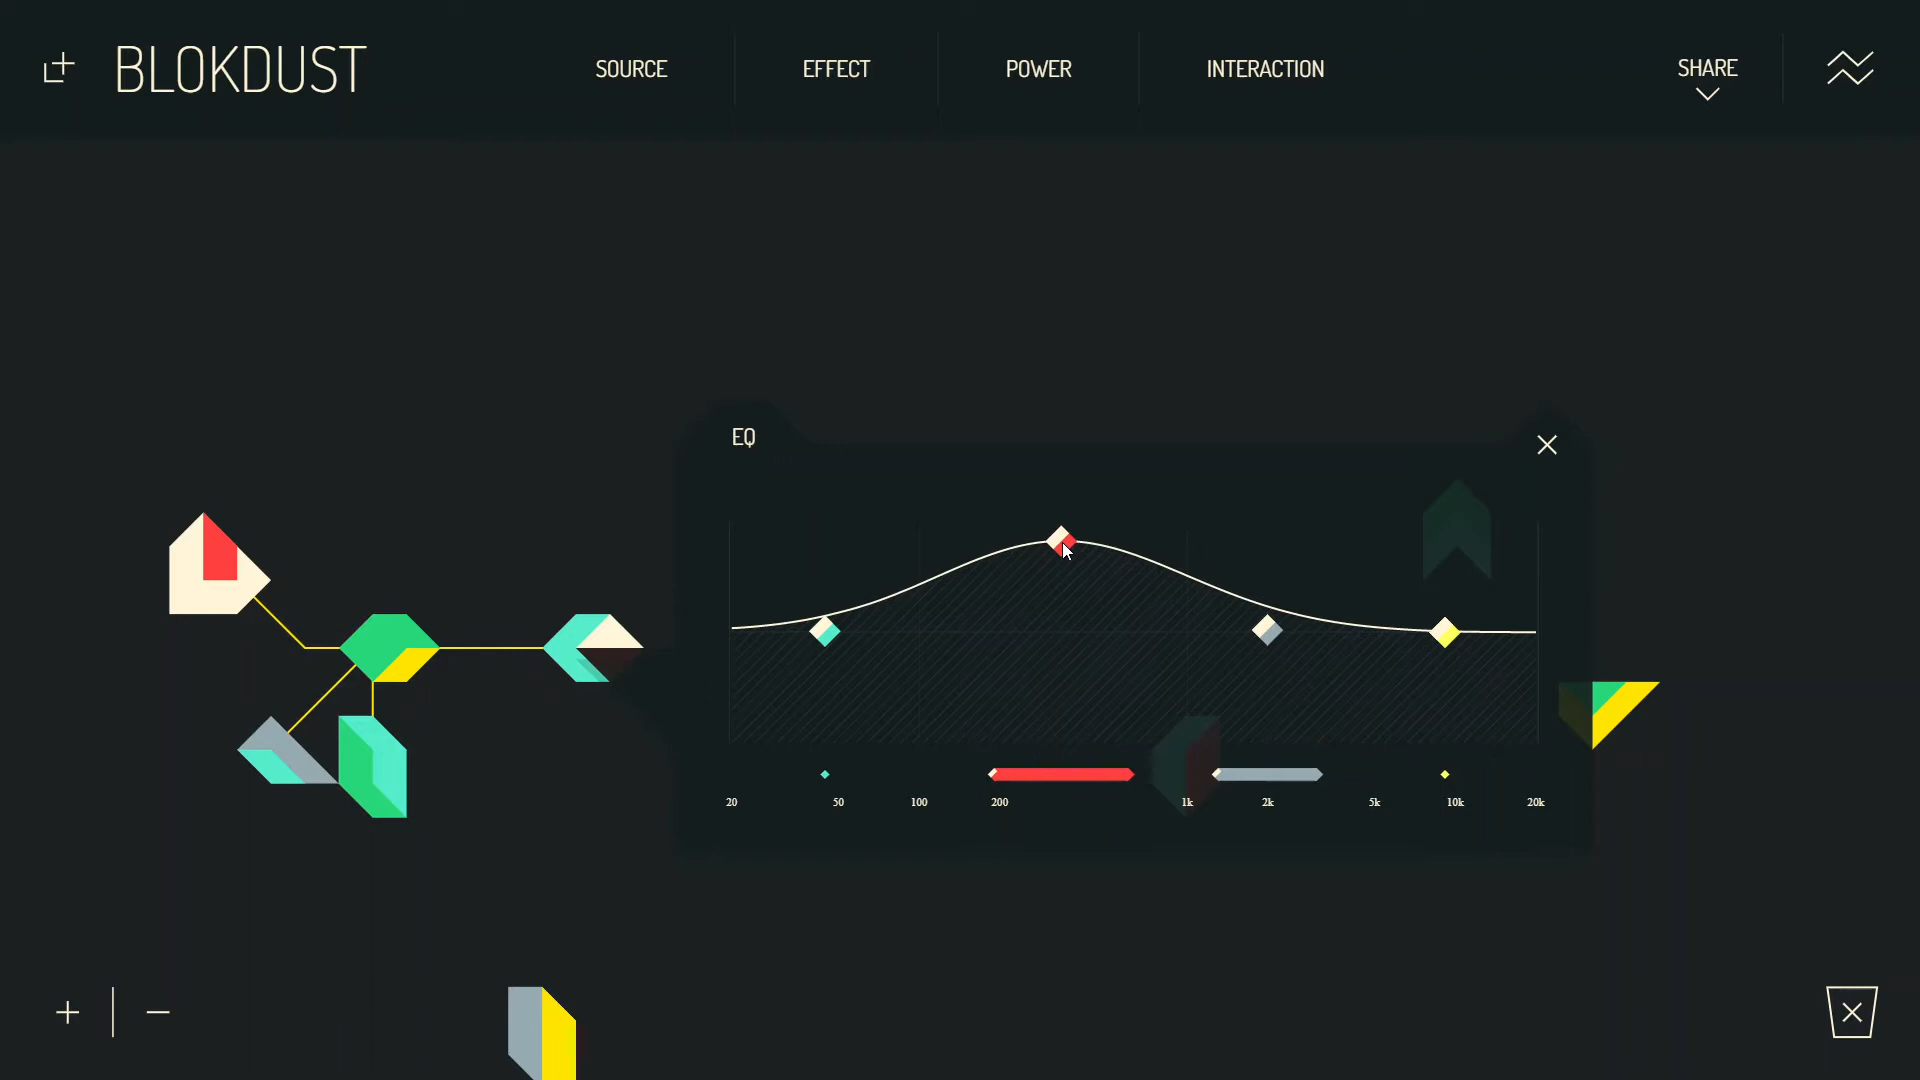 BLOKDUST
SOURCE
EFFECT
POWER
INTERACTION
SHARE
EQ
20 50 100 200 1k 2k 5k 10k 20k